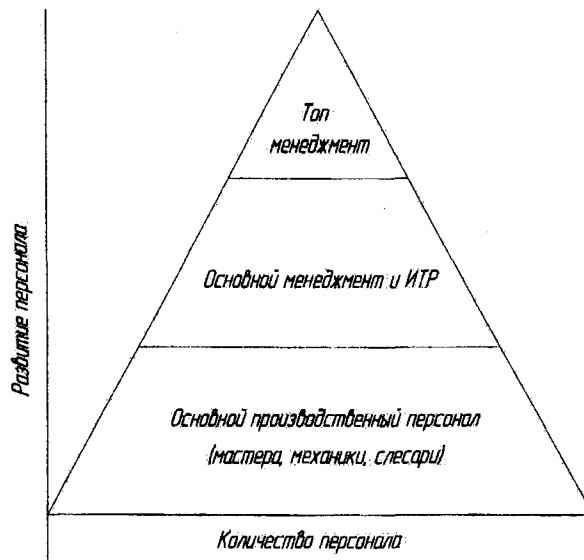 Топ
менеджмент
Развитие персонала
Основной менеджмент и ИТР
Основной производственный персонал
(мастера, механики, слесари)
Количество персонала